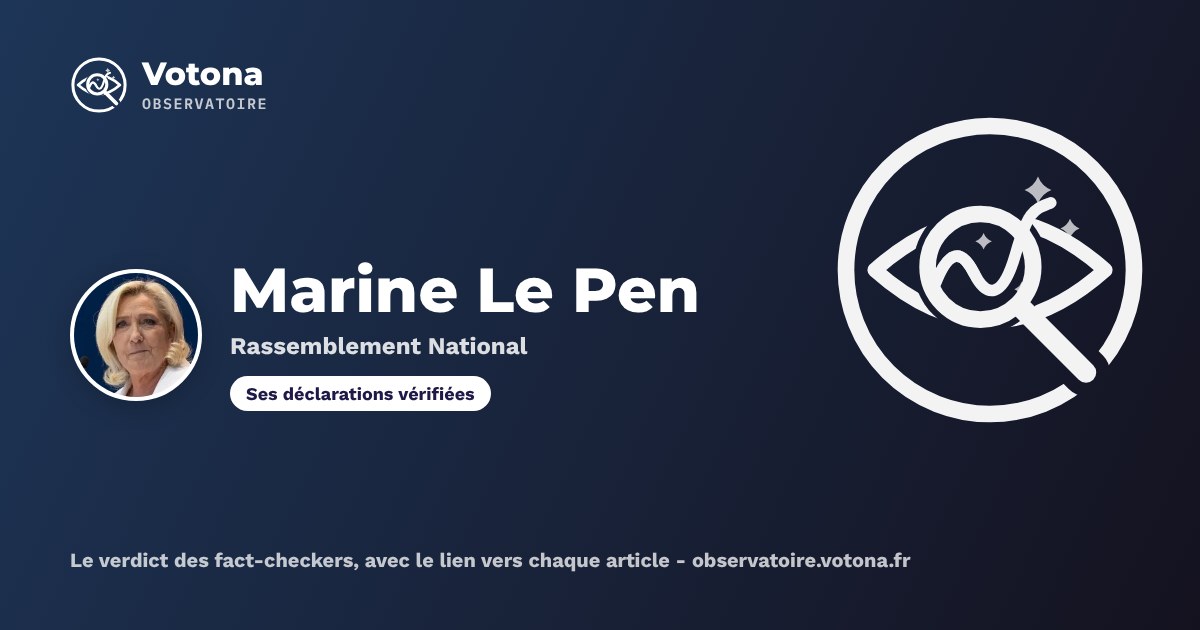 Votona
OBSERVATOIRE
Marine Le Pen
Rassemblement National
Ses déclarations vérifiées
Le verdict des fact-checkers, avec le lien vers chaque article - observatoire.votona.fr